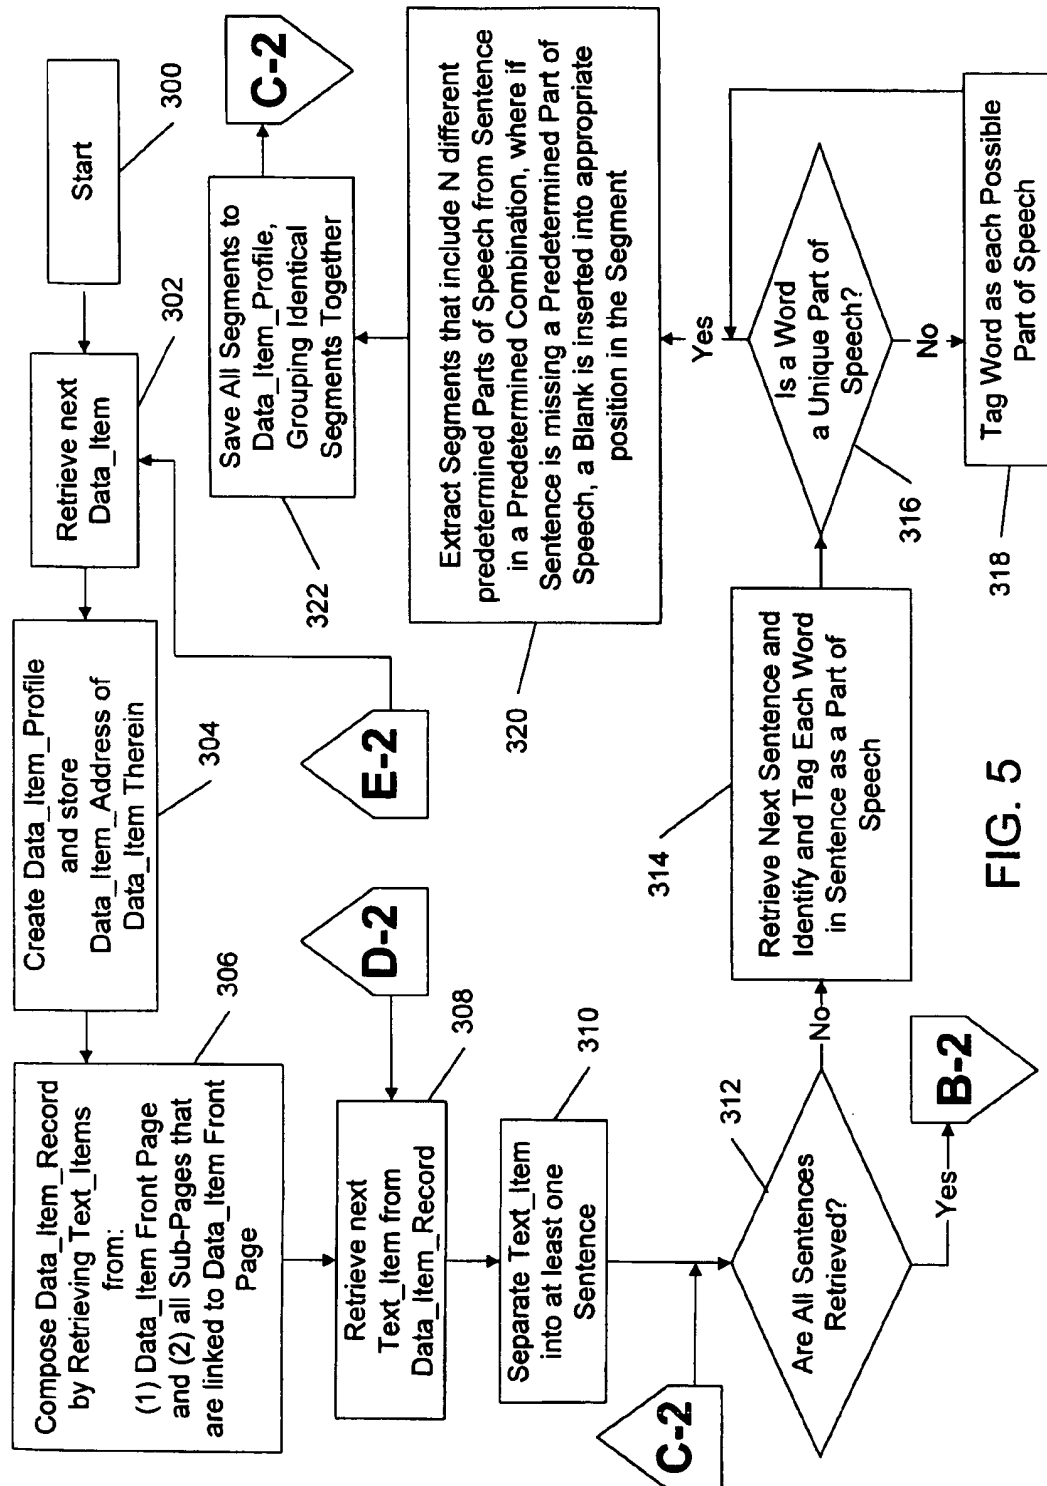 Start
300
Retrieve next
Data_Item
302
Create Data_Item_Profile
and store
Data_Item_Address of
Data_Item Therein
304
Compose Data_Item_Record
by Retrieving Text_Items
from:
(1) Data_Item Front Page
and (2) all Sub-Pages that
are linked to Data_Item Front
Page
306
E-2
D-2
Retrieve next
Text_Item from
Data_Item_Record
308
Separate Text_Item
into at least one
Sentence
310
C-2
Are All Sentences
Retrieved?
312
No
Yes
B-2
Retrieve Next Sentence and
Identify and Tag Each Word
in Sentence as a Part of
Speech
314
Is a Word
a Unique Part of
Speech?
316
Yes
No
Tag Word as each Possible
Part of Speech
318
Extract Segments that include N different
predetermined Parts of Speech from Sentence
in a Predetermined Combination, where if
Sentence is missing a Predetermined Part of
Speech, a Blank is inserted into appropriate
position in the Segment
320
Save All Segments to
Data_Item_Profile,
Grouping Identical
Segments Together
322
C-2
FIG. 5